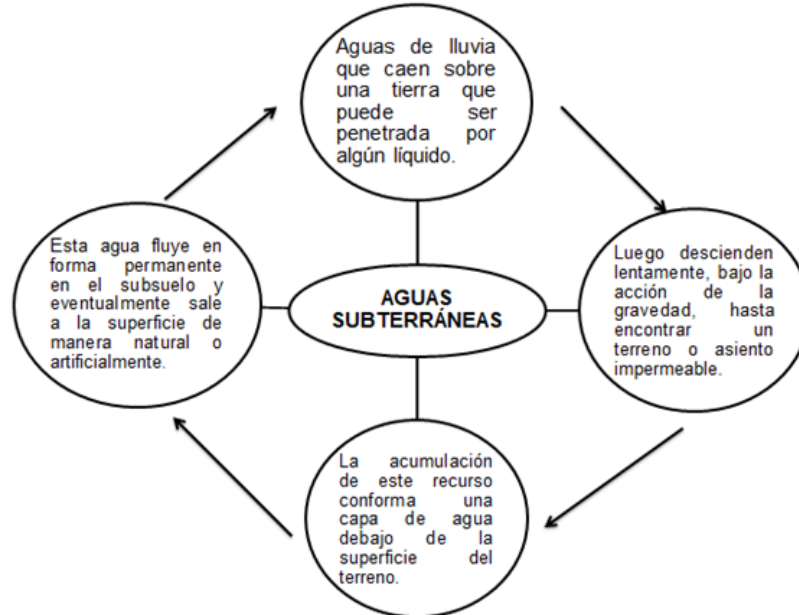 Aguas de lluvia
que caen sobre
una tierra que
puede ser
penetrada por
algún líquido.
Luego descienden
lentamente, bajo la
acción de la
gravedad, hasta
encontrar un
terreno o asiento
impermeable.
La acumulación
de este recurso
conforma una
capa de agua
debajo de la
superficie del
terreno.
Esta agua fluye en
forma permanente
en el subsuelo y
eventualmente sale
a la superficie de
manera natural o
artificialmente.
AGUAS
SUBTERRÁNEAS